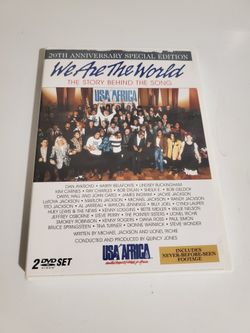 20TH ANNIVERSARY SPECIAL EDITION
We Are The World
THE STORY BEHIND THE SONG
USA AFRICA
DAN AYKROYD • HARRY BELAFONTE • LINDSEY BUCKINGHAM
KIM CARNES • RAY CHARLES • BOB DYLAN • SHEILA E. • BOB GELDOF
DARYL HALL AND JOHN OATES • JAMES INGRAM • JACKIE JACKSON
LaTOYA JACKSON • MARLON JACKSON • MICHAEL JACKSON • RANDY JACKSON
TITO JACKSON • AL JARREAU • WAYLON JENNINGS • BILLY JOEL • CYNDI LAUPER
HUEY LEWIS & THE NEWS • KENNY LOGGINS • BETTE MIDLER • WILLIE NELSON
JEFFREY OSBORNE • STEVE PERRY • THE POINTER SISTERS • LIONEL RICHIE
SMOKEY ROBINSON • KENNY ROGERS • DIANA ROSS • PAUL SIMON
BRUCE SPRINGSTEEN • TINA TURNER • DIONNE WARWICK • STEVIE WONDER
WRITTEN BY MICHAEL JACKSON AND LIONEL RICHIE
CONDUCTED AND PRODUCED BY QUINCY JONES
2 DVD SET
USA AFRICA
INCLUDES
NEVER-BEFORE-SEEN
FOOTAGE